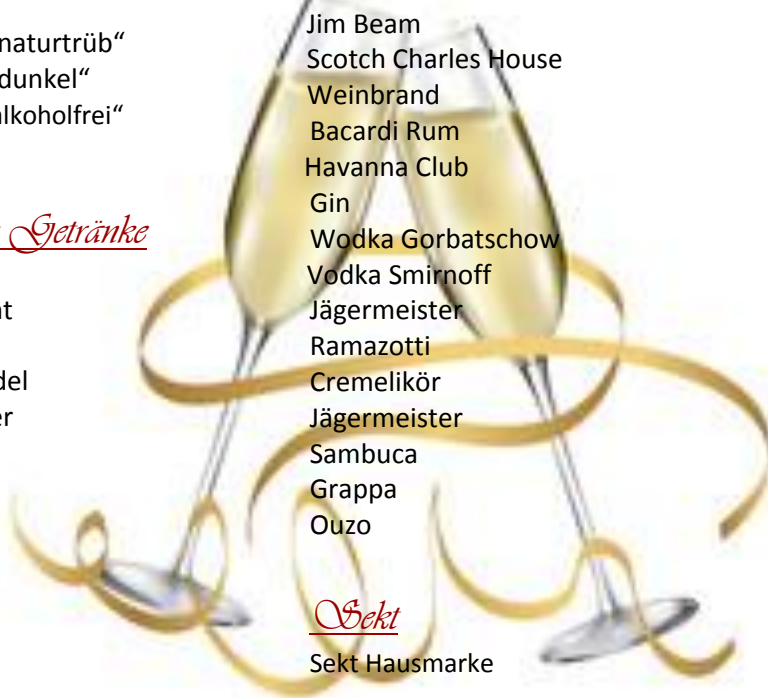 naturtrüb“
dunkel“
alkoholfrei“
Getränke
Jim Beam
Scotch Charles House
Weinbrand
Bacardi Rum
Havanna Club
Gin
Wodka Gorbatschow
Vodka Smirnoff
Jägermeister
Ramazotti
Cremelikör
Jägermeister
Sambuca
Grappa
Ouzo
Sekt
Sekt Hausmarke